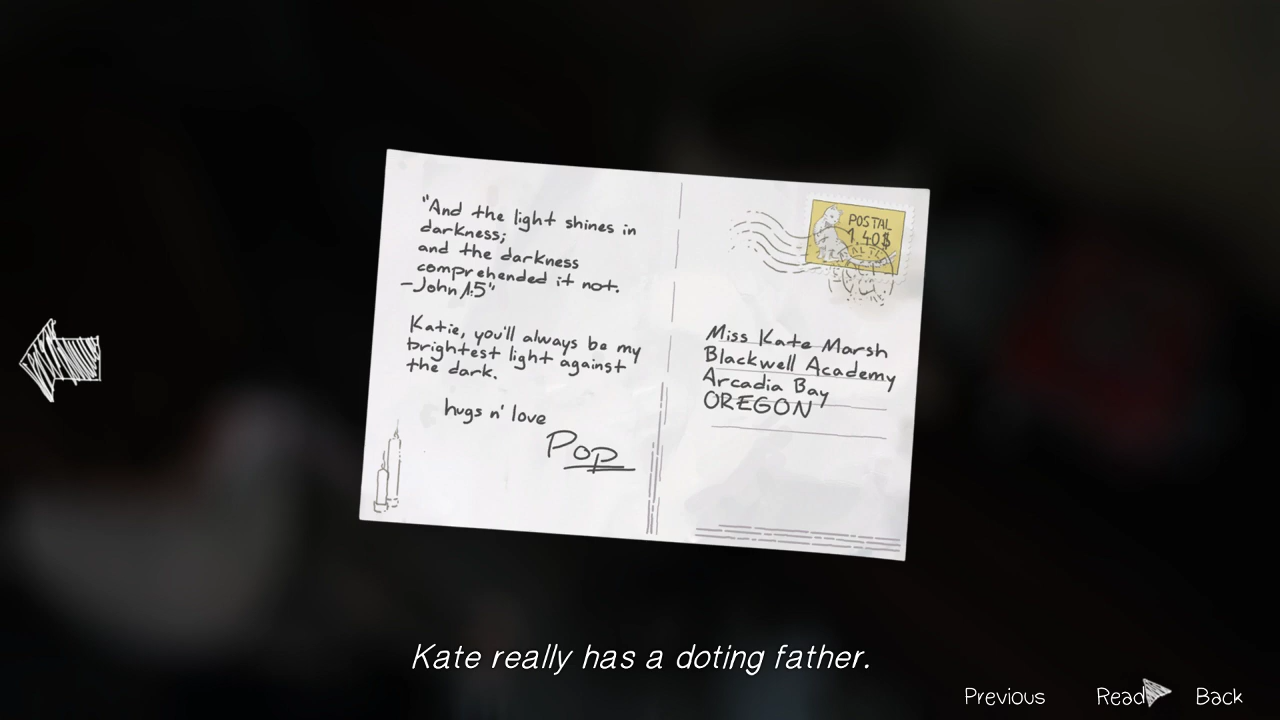 "And the light shines in
darkness;
and the darkness
comprehended it not.
-John 1:5"
Katie, you'll always be my
brightest light against
the dark.
hugs n' love
Pop
POSTAL
1.40$
Miss Kate Marsh
Blackwell Academy
Arcadia Bay
OREGON
Kate really has a doting father.
Previous
Read
Back